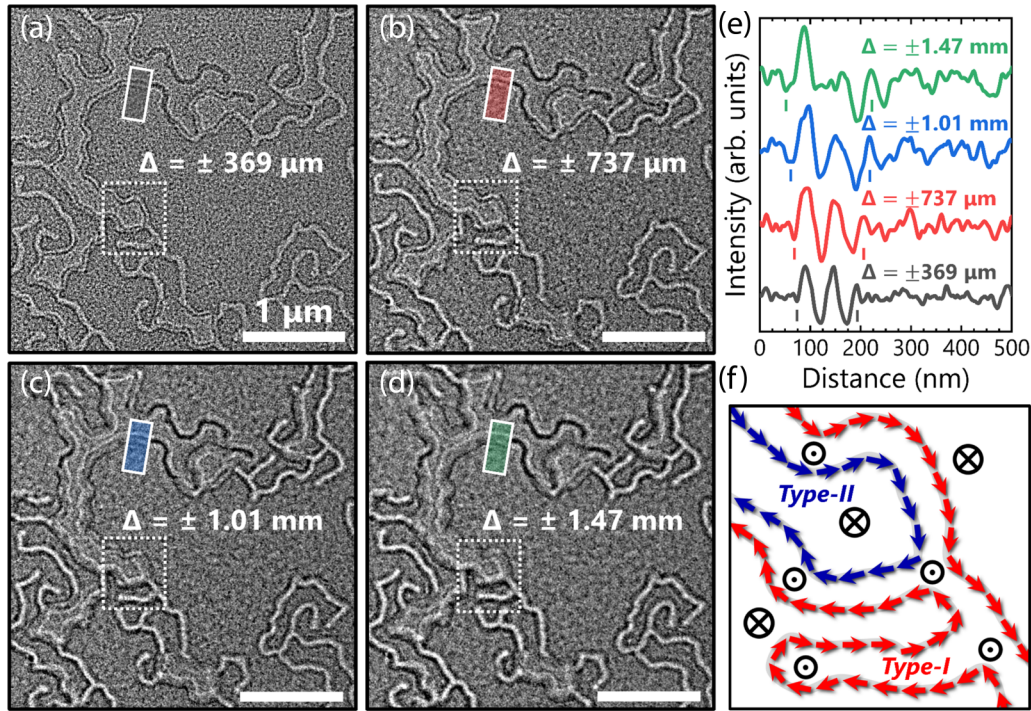 (a)
Δ = ± 369 μm
1 μm
(b)
Δ = ± 737 μm
(c)
Δ = ± 1.01 mm
(d)
Δ = ± 1.47 mm
(e)
Intensity (arb. units)
Δ = ±1.47 mm
Δ = ±1.01 mm
Δ = ±737 μm
Δ = ±369 μm
0 100 200 300 400 500
Distance (nm)
(f)
Type-II
Type-I